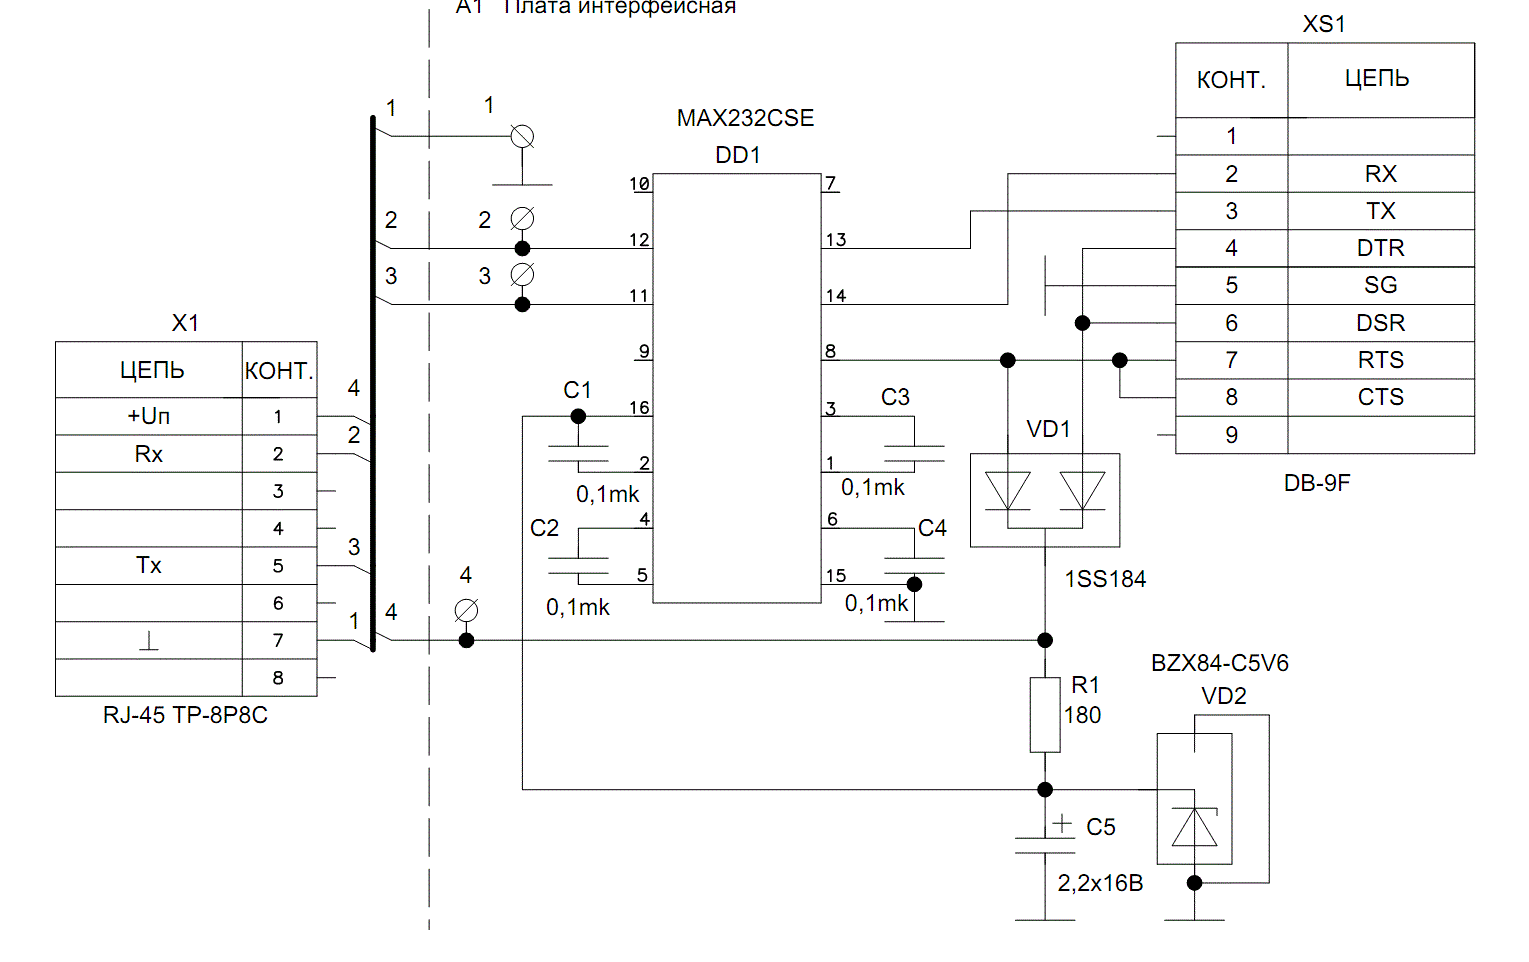 A1 Плата интерфейсная
XS1
КОНТ. ЦЕПЬ
1
2 RX
3 TX
4 DTR
5 SG
6 DSR
7 RTS
8 CTS
9
DB-9F
MAX232CSE
DD1
10 7
12 13
11 14
9 8
16 3
2 1
4 6
5 15
1 1
2 2
3 3
4 4
X1
ЦЕПЬ КОНТ.
+Uп 1 4
Rx 2 2
3
4
Tx 5 3
6
⊥ 7 1
8
RJ-45 TP-8P8C
C1
0,1mk
C2
0,1mk
C3
0,1mk
C4
0,1mk
VD1
1SS184
R1
180
BZX84-C5V6
VD2
+ C5
2,2x16В